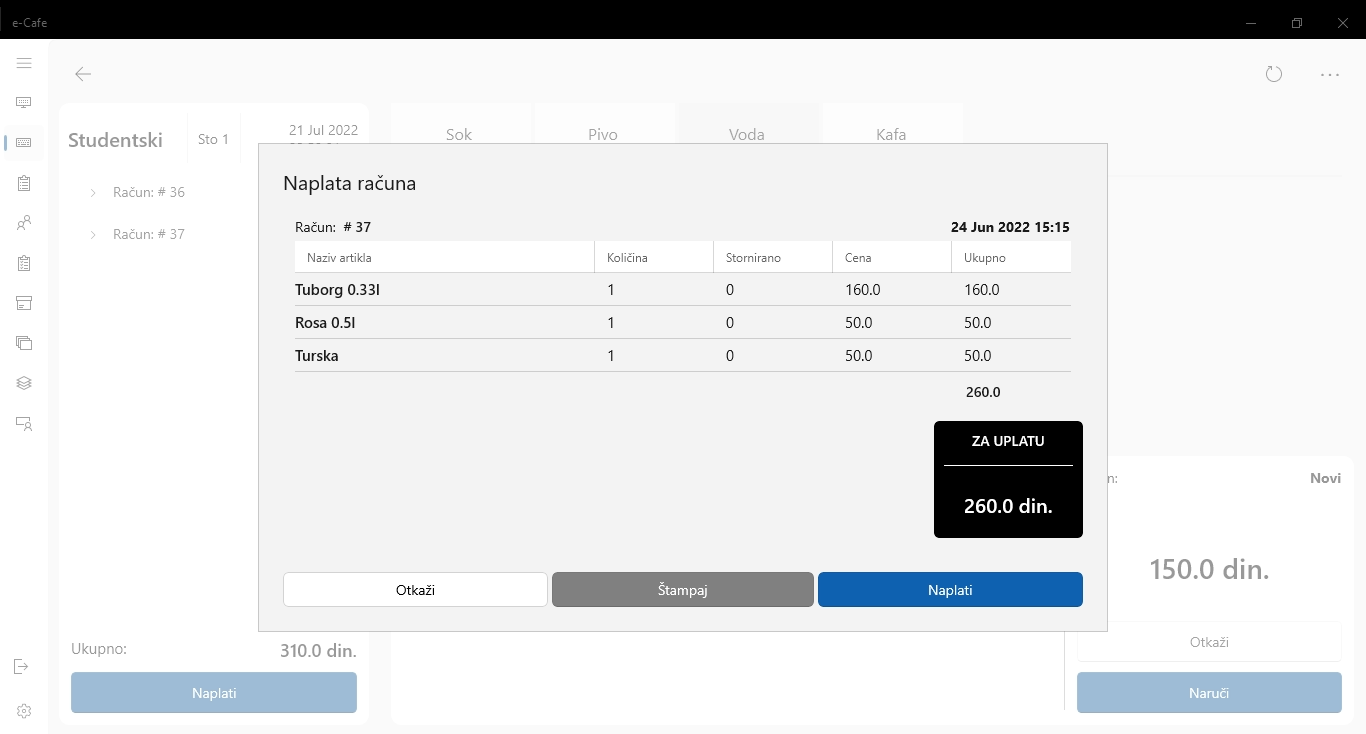 e-Cafe
Studentski
Sto 1
21 Jul 2022
Sok
Pivo
Voda
Kafa
Račun: # 36
Račun: # 37
Naplata računa
Račun: # 37
24 Jun 2022 15:15
Naziv artikla Količina Stornirano Cena Ukupno
Tuborg 0.33l 1 0 160.0 160.0
Rosa 0.5l 1 0 50.0 50.0
Turska 1 0 50.0 50.0
260.0
ZA UPLATU
260.0 din.
Otkaži
Štampaj
Naplati
n:
Novi
150.0 din.
Otkaži
Naruči
Ukupno:
310.0 din.
Naplati